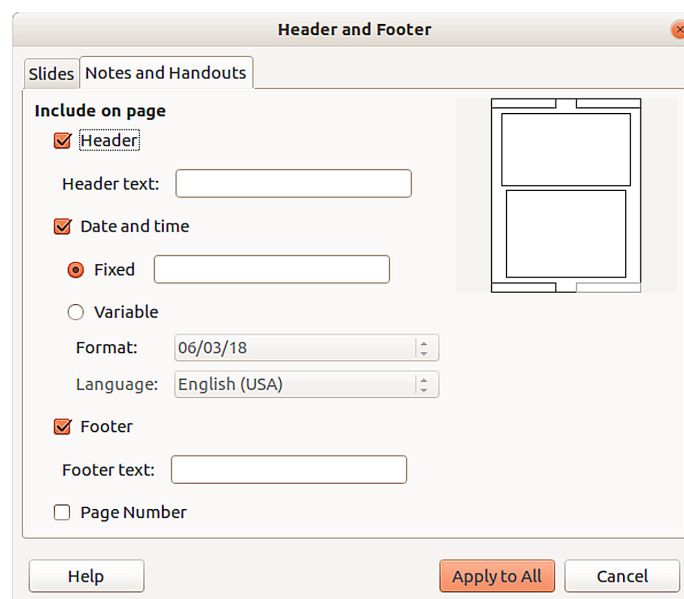 Header and Footer
Slides
Notes and Handouts
Include on page
Header
Header text:
Date and time
Fixed
Variable
Format:
06/03/18
Language:
English (USA)
Footer
Footer text:
Page Number
Help
Apply to All
Cancel